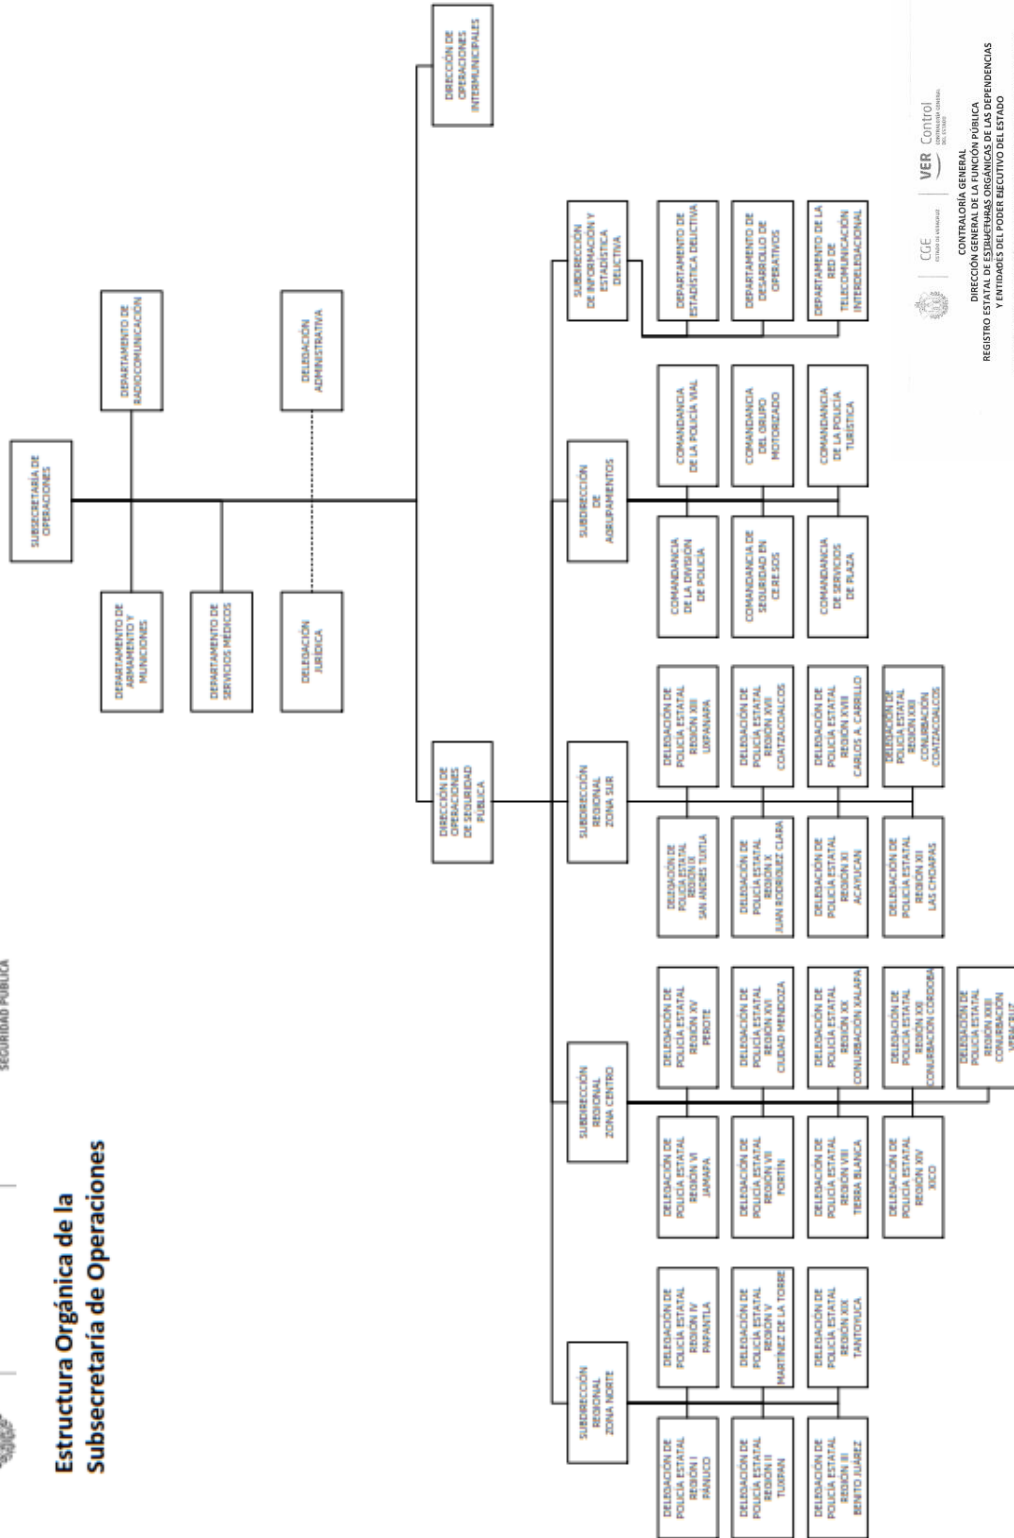 SEGURIDAD PÚBLICA
Estructura Orgánica de la
Subsecretaría de Operaciones
SUBSECRETARÍA DE
OPERACIONES
DEPARTAMENTO DE
ARMAMENTO Y
MUNICIONES
DEPARTAMENTO DE
RADIOCOMUNICACIÓN
DEPARTAMENTO DE
SERVICIOS MÉDICOS
DELEGACIÓN
JURÍDICA
DELEGACIÓN
ADMINISTRATIVA
DIRECCIÓN DE
OPERACIONES
DE SEGURIDAD
PÚBLICA
DIRECCIÓN DE
OPERACIONES
INTERMUNICIPALES
SUBDIRECCIÓN
REGIONAL
ZONA NORTE
SUBDIRECCIÓN
REGIONAL
ZONA CENTRO
SUBDIRECCIÓN
REGIONAL
ZONA SUR
SUBDIRECCIÓN
DE
AGRUPAMIENTOS
SUBDIRECCIÓN
DE INFORMACIÓN Y
ESTADÍSTICA
DELICTIVA
DELEGACIÓN DE
POLICÍA ESTATAL
REGIÓN I
PÁNUCO
DELEGACIÓN DE
POLICÍA ESTATAL
REGIÓN IV
PAPANTLA
DELEGACIÓN DE
POLICÍA ESTATAL
REGIÓN VI
JAMAPA
DELEGACIÓN DE
POLICÍA ESTATAL
REGIÓN XV
PEROTE
DELEGACIÓN DE
POLICÍA ESTATAL
REGIÓN IX
SAN ANDRES TUXTLA
DELEGACIÓN DE
POLICÍA ESTATAL
REGIÓN XIII
UXPANAPA
COMANDANCIA
DE LA DIVISIÓN
DE POLICÍA
COMANDANCIA
DE LA POLICÍA VIAL
DEPARTAMENTO DE
ESTADÍSTICA DELICTIVA
DELEGACIÓN DE
POLICÍA ESTATAL
REGIÓN II
TUXPAN
DELEGACIÓN DE
POLICÍA ESTATAL
REGIÓN V
MARTÍNEZ DE LA TORRE
DELEGACIÓN DE
POLICÍA ESTATAL
REGIÓN VII
FORTÍN
DELEGACIÓN DE
POLICÍA ESTATAL
REGIÓN XVI
CIUDAD MENDOZA
DELEGACIÓN DE
POLICÍA ESTATAL
REGIÓN X
JUAN RODRÍGUEZ CLARA
DELEGACIÓN DE
POLICÍA ESTATAL
REGIÓN XVII
COATZACOALCOS
COMANDANCIA DE
SEGURIDAD EN
CE.RE.SOS
COMANDANCIA
DEL GRUPO
MOTORIZADO
DEPARTAMENTO DE
DESARROLLO DE
OPERATIVOS
DELEGACIÓN DE
POLICÍA ESTATAL
REGIÓN III
BENITO JUÁREZ
DELEGACIÓN DE
POLICÍA ESTATAL
REGIÓN XIX
TANTOYUCA
DELEGACIÓN DE
POLICÍA ESTATAL
REGIÓN VIII
TIERRA BLANCA
DELEGACIÓN DE
POLICÍA ESTATAL
REGIÓN XX
CONURBACIÓN XALAPA
DELEGACIÓN DE
POLICÍA ESTATAL
REGIÓN XI
ACAYUCAN
DELEGACIÓN DE
POLICÍA ESTATAL
REGIÓN XVIII
CARLOS A. CARRILLO
COMANDANCIA
DE SERVICIOS
DE PLAZA
COMANDANCIA
DE LA POLICÍA
TURÍSTICA
DEPARTAMENTO DE LA
RED DE
TELECOMUNICACIÓN
INTERDELEGACIONAL
DELEGACIÓN DE
POLICÍA ESTATAL
REGIÓN XIV
XICO
DELEGACIÓN DE
POLICÍA ESTATAL
REGIÓN XXI
CONURBACIÓN CÓRDOBA
DELEGACIÓN DE
POLICÍA ESTATAL
REGIÓN XII
LAS CHOAPAS
DELEGACIÓN DE
POLICÍA ESTATAL
REGIÓN XXII
CONURBACIÓN
COATZACOALCOS
DELEGACIÓN DE
POLICÍA ESTATAL
REGIÓN XXIII
CONURBACIÓN
VERACRUZ
CGE
ESTADO DE VERACRUZ
VER Control
CONTRALORÍA GENERAL
DEL ESTADO
CONTRALORÍA GENERAL
DIRECCIÓN GENERAL DE LA FUNCIÓN PÚBLICA
REGISTRO ESTATAL DE ESTRUCTURAS ORGÁNICAS DE LAS DEPENDENCIAS
Y ENTIDADES DEL PODER EJECUTIVO DEL ESTADO